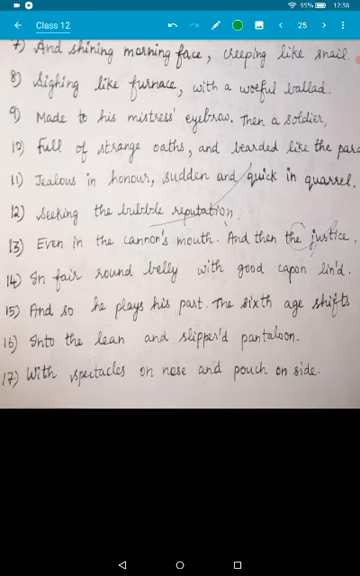 95% 12:38
Class 12 25
7) And shining morning face, creeping like snail.
8) Sighing like furnace, with a woeful ballad.
9) Made to his mistress' eyebrow. Then a soldier,
10) Full of strange oaths, and bearded like the pard
11) Jealous in honour, sudden and quick in quarrel.
12) Seeking the bubble reputation.
13) Even in the cannon's mouth. And then the justice,
14) In fair round belly with good capon lin'd.
15) And so he plays his part. The sixth age shifts
16) Into the lean and slipper'd pantaloon.
17) With spectacles on nose and pouch on side.